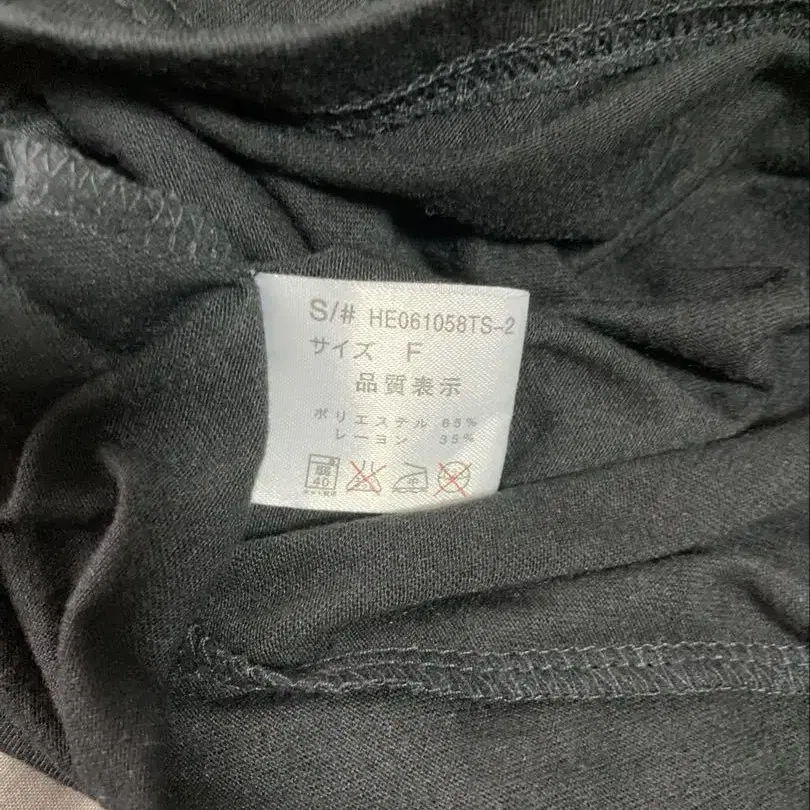 S/# HE061058TS-2
サイズ F
品質表示
ポリエステル 65%
レーヨン 35%
40
中